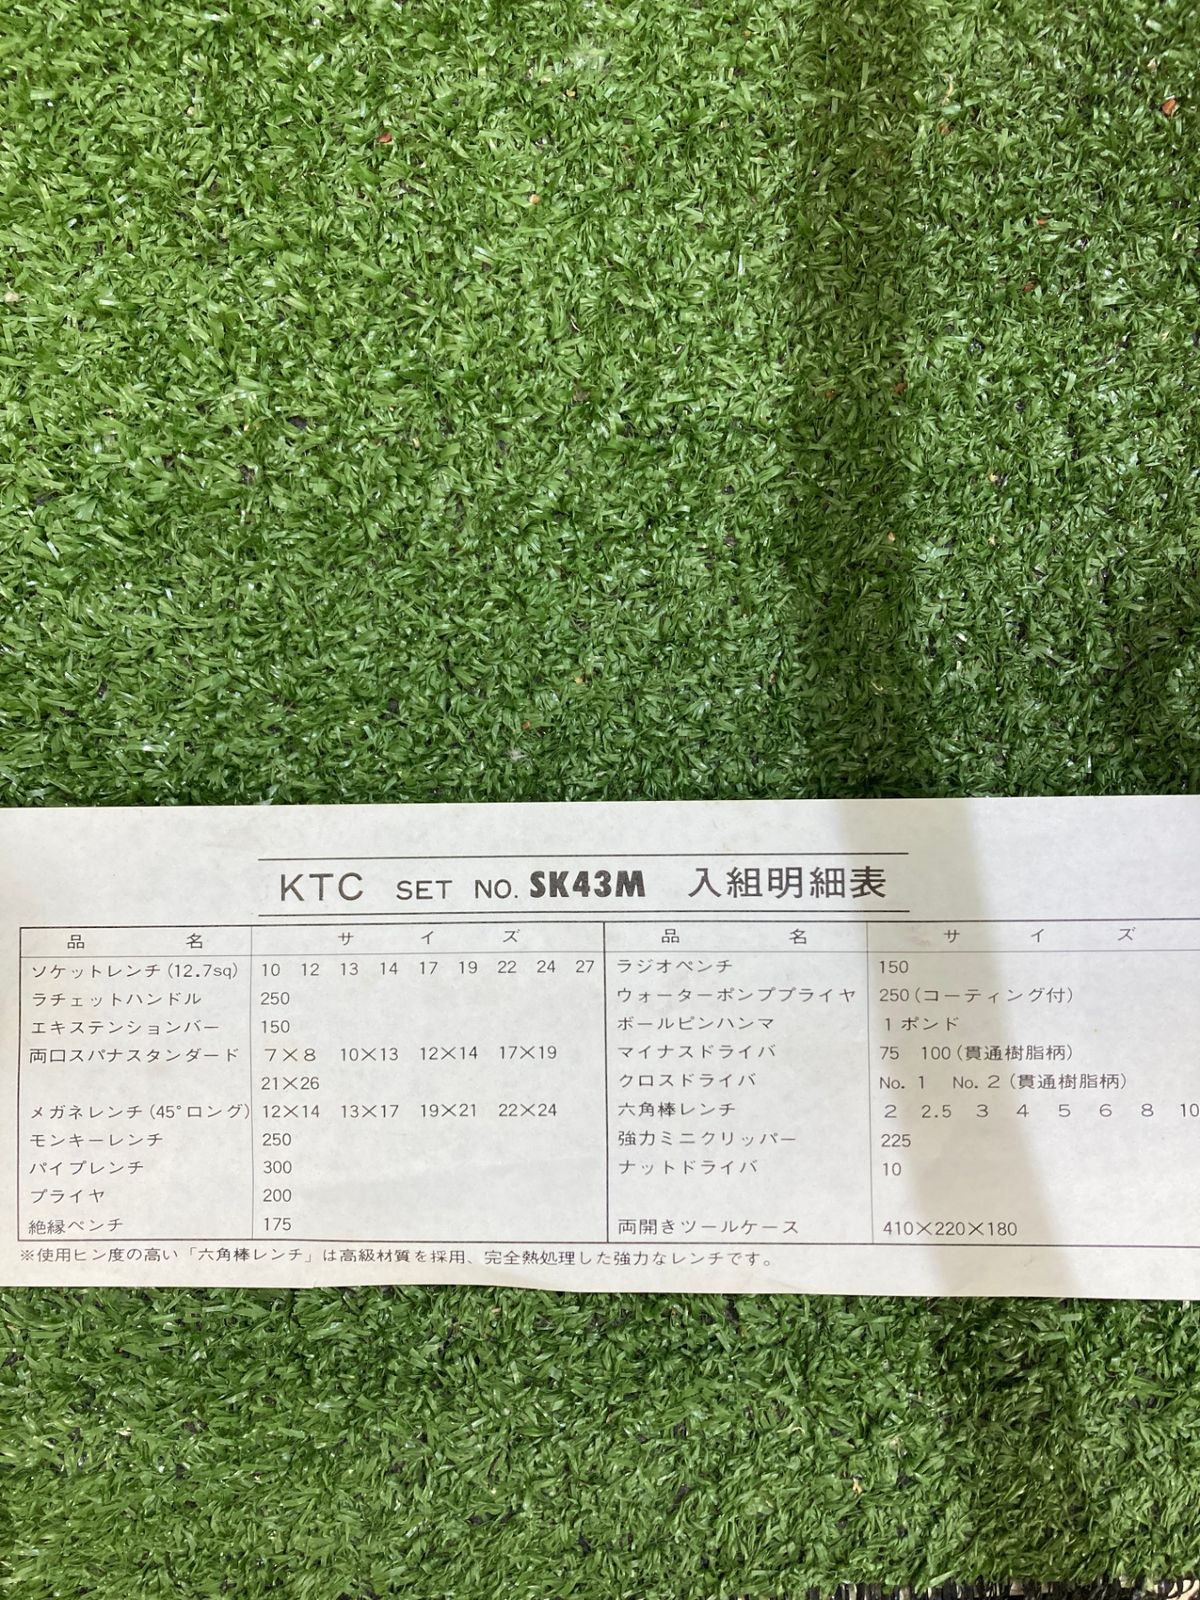 KTC SET NO. SK43M 入組明細表
品名 サイズ
ソケットレンチ(12.7sq) 10 12 13 14 17 19 22 24 27
ラチェットハンドル 250
エキステンションバー 150
両口スパナスタンダード 7×8 10×13 12×14 17×19
21×26
メガネレンチ(45°ロング) 12×14 13×17 19×21 22×24
モンキーレンチ 250
パイプレンチ 300
プライヤ 200
絶縁ペンチ 175
品名 サイズ
ラジオペンチ 150
ウォーターポンププライヤ 250(コーティング付)
ボールピンハンマ 1ポンド
マイナスドライバ 75 100(貫通樹脂柄)
クロスドライバ No.1 No.2(貫通樹脂柄)
六角棒レンチ 2 2.5 3 4 5 6 8 10
強力ミニクリッパー 225
ナットドライバ 10
両開きツールケース 410×220×180
※使用ヒン度の高い「六角棒レンチ」は高級材質を採用、完全熱処理した強力なレンチです。